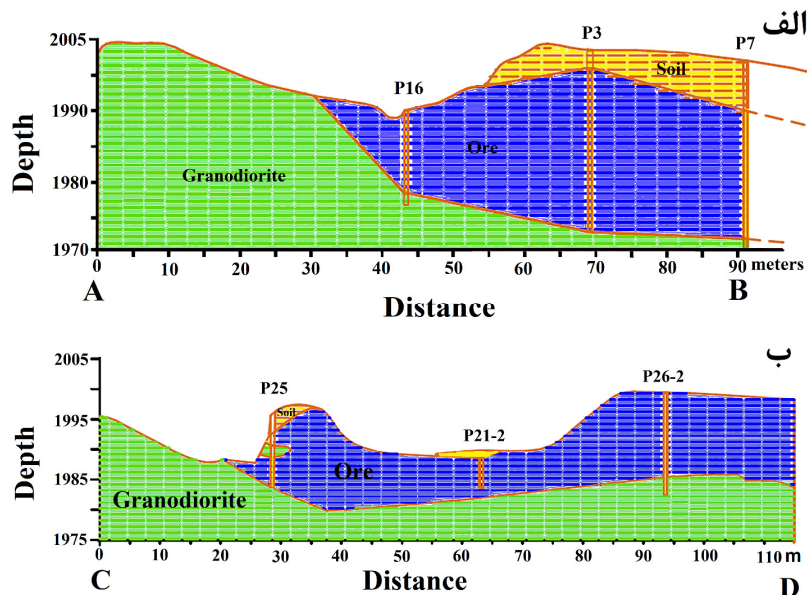 الف
2005
1990
1980
1970
Depth
P16
P3
P7
Soil
Ore
Granodiorite
0 10 20 30 40 50 60 70 80 90 meters
A
Distance
B
ب
2005
1995
1985
1975
Depth
P25
P21-2
P26-2
Soil
Ore
Granodiorite
0 10 20 30 40 50 60 70 80 90 100 110 m
C
Distance
D